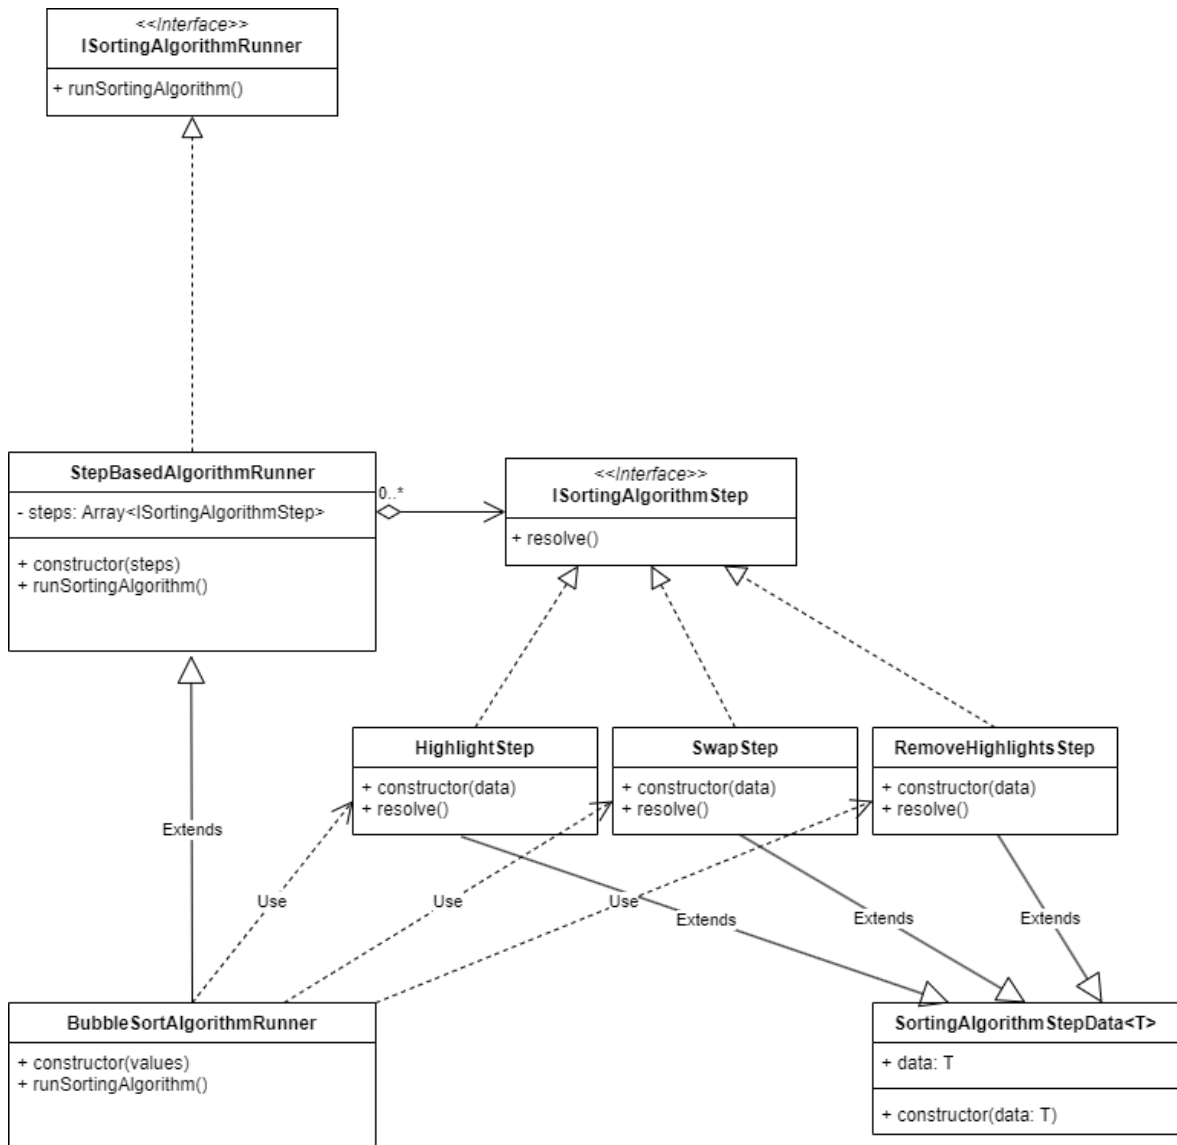 <<Interface>>
ISortingAlgorithmRunner
+ runSortingAlgorithm()
StepBasedAlgorithmRunner
- steps: Array<ISortingAlgorithmStep>
+ constructor(steps)
+ runSortingAlgorithm()
0..*
<<Interface>>
ISortingAlgorithmStep
+ resolve()
HighlightStep
+ constructor(data)
+ resolve()
SwapStep
+ constructor(data)
+ resolve()
RemoveHighlightsStep
+ constructor(data)
+ resolve()
Extends
Use
Use
Use
Extends
Extends
Extends
BubbleSortAlgorithmRunner
+ constructor(values)
+ runSortingAlgorithm()
SortingAlgorithmStepData<T>
+ data: T
+ constructor(data: T)